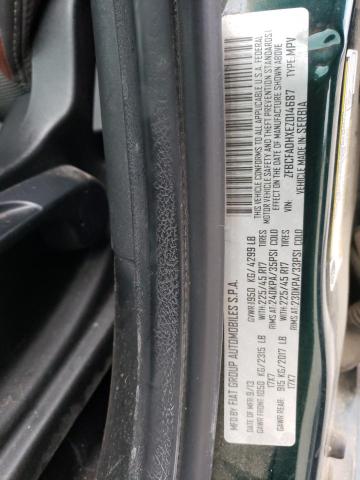 MFD BY FIAT GROUP AUTOMOBILES S.P.A.
DATE OF MFR: 9/13 GVWR: 1950 KG/4299 LB
GAWR FRONT: 1050 KG/2315 LB WITH 225/45 R17 TIRES
17X7 RIMS AT: 240KPA/35PSI COLD
GAWR REAR: 915 KG/2017 LB WITH 225/45 R17 TIRES
17X7 RIMS AT: 230KPA/33PSI COLD
THIS VEHICLE CONFORMS TO ALL APPLICABLE U.S.A. FEDERAL
MOTOR VEHICLE SAFETY AND THEFT PREVENTION STANDARDS IN
EFFECT ON THE DATE OF MANUFACTURE SHOWN ABOVE.
VEHICLE MADE IN SERBIA
VIN: ZFBCFADHXEZ014687 TYPE: MPV